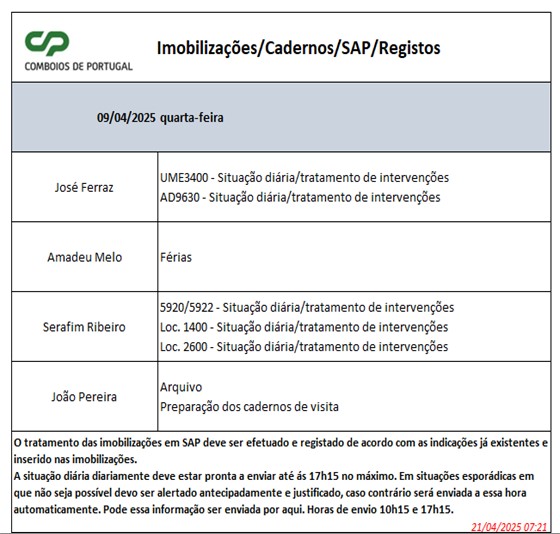 CP
COMBOIOS DE PORTUGAL
Imobilizações/Cadernos/SAP/Registos
09/04/2025 quarta-feira
José Ferraz
UME3400 - Situação diária/tratamento de intervenções
AD9630 - Situação diária/tratamento de intervenções
Amadeu Melo
Férias
Serafim Ribeiro
5920/5922 - Situação diária/tratamento de intervenções
Loc. 1400 - Situação diária/tratamento de intervenções
Loc. 2600 - Situação diária/tratamento de intervenções
João Pereira
Arquivo
Preparação dos cadernos de visita
O tratamento das imobilizações em SAP deve ser efetuado e registado de acordo com as indicações já existentes e
inserido nas imobilizações.
A situação diária diariamente deve estar pronta a enviar até ás 17h15 no máximo. Em situações esporádicas em
que não seja possível devo ser alertado antecipadamente e justificado, caso contrário será enviada a essa hora
automaticamente. Pode essa informação ser enviada por aqui. Horas de envio 10h15 e 17h15.
21/04/2025 07:21